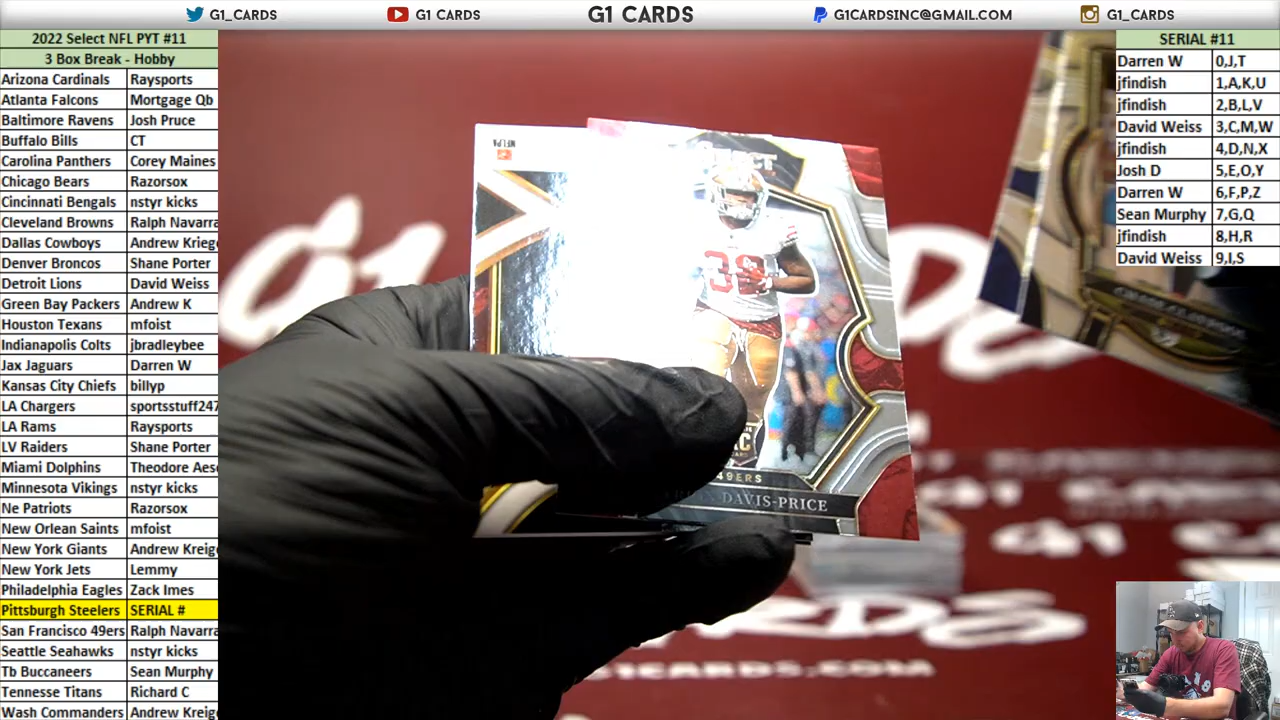 G1_CARDS
G1 CARDS
G1 CARDS
G1CARDSINC@GMAIL.COM
G1_CARDS
2022 Select NFL PYT #11
3 Box Break - Hobby
Arizona Cardinals Raysports
Atlanta Falcons Mortgage Qb
Baltimore Ravens Josh Pruce
Buffalo Bills CT
Carolina Panthers Corey Maines
Chicago Bears Razorsox
Cincinnati Bengals nstyr kicks
Cleveland Browns Ralph Navarra
Dallas Cowboys Andrew Krieg
Denver Broncos Shane Porter
Detroit Lions David Weiss
Green Bay Packers Andrew K
Houston Texans mfoist
Indianapolis Colts jbradleybee
Jax Jaguars Darren W
Kansas City Chiefs billyp
LA Chargers sportsstuff247
LA Rams Raysports
LV Raiders Shane Porter
Miami Dolphins Theodore Aes
Minnesota Vikings nstyr kicks
Ne Patriots Razorsox
New Orlean Saints mfoist
New York Giants Andrew Kreig
New York Jets Lemmy
Philadelphia Eagles Zack Imes
Pittsburgh Steelers SERIAL #
San Francisco 49ers Ralph Navarra
Seattle Seahawks nstyr kicks
Tb Buccaneers Sean Murphy
Tennesse Titans Richard C
Wash Commanders Andrew Kreig
SERIAL #11
Darren W 0,J,T
jfindish 1,A,K,U
jfindish 2,B,L,V
David Weiss 3,C,M,W
jfindish 4,D,N,X
Josh D 5,E,O,Y
Darren W 6,F,P,Z
Sean Murphy 7,G,Q
jfindish 8,H,R
David Weiss 9,I,S
NFLPA
49ERS
DAVIS-PRICE